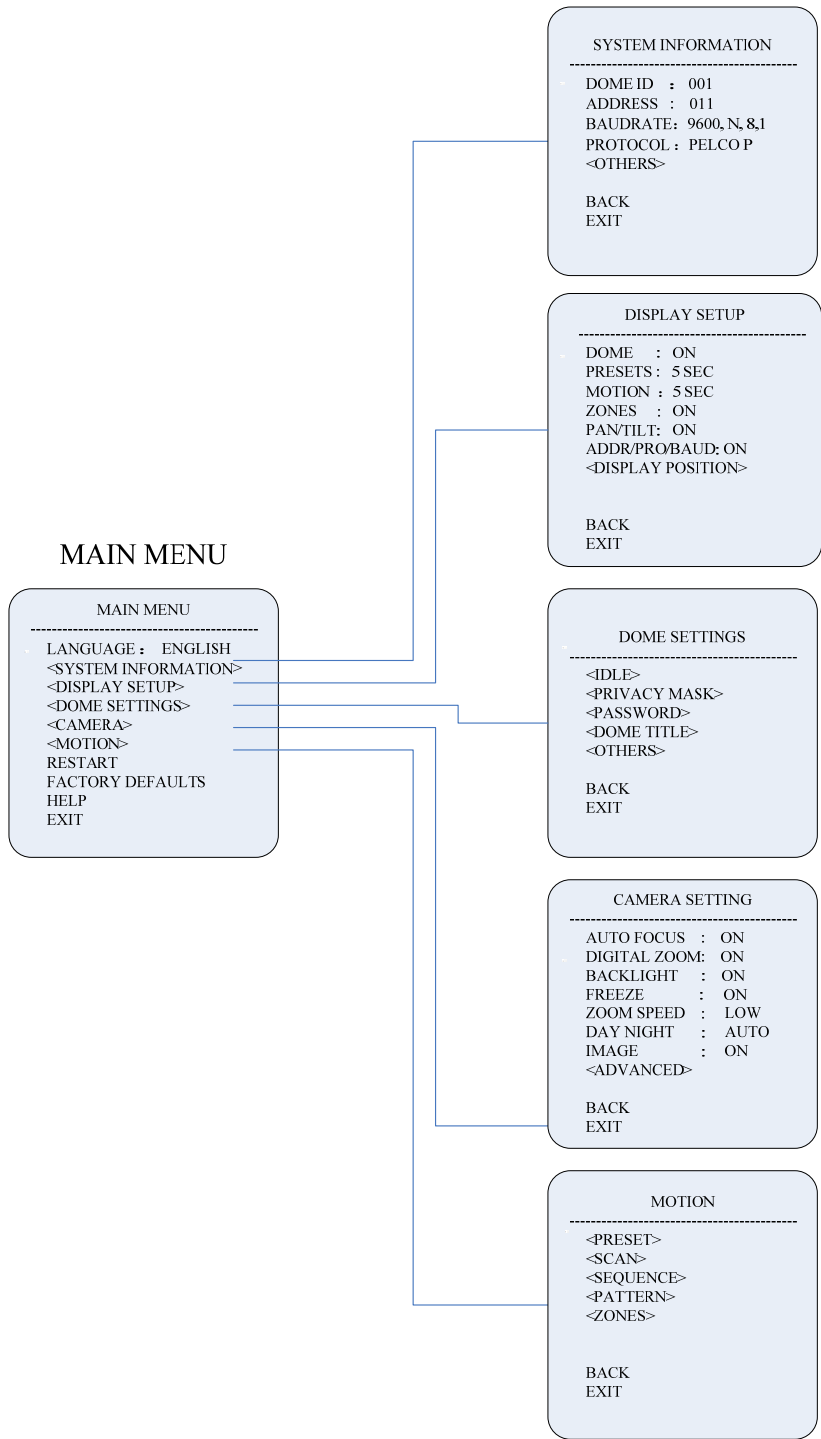 SYSTEM INFORMATION
DOME ID : 001
ADDRESS : 011
BAUDRATE: 9600, N, 8,1
PROTOCOL : PELCO P
<OTHERS>
BACK
EXIT
DISPLAY SETUP
DOME : ON
PRESETS : 5 SEC
MOTION : 5 SEC
ZONES : ON
PAN/TILT: ON
ADDR/PRO/BAUD: ON
<DISPLAY POSITION>
BACK
EXIT
MAIN MENU
MAIN MENU
LANGUAGE : ENGLISH
<SYSTEM INFORMATION>
<DISPLAY SETUP>
<DOME SETTINGS>
<CAMERA>
<MOTION>
RESTART
FACTORY DEFAULTS
HELP
EXIT
DOME SETTINGS
<IDLE>
<PRIVACY MASK>
<PASSWORD>
<DOME TITLE>
<OTHERS>
BACK
EXIT
CAMERA SETTING
AUTO FOCUS : ON
DIGITAL ZOOM: ON
BACKLIGHT : ON
FREEZE : ON
ZOOM SPEED : LOW
DAY NIGHT : AUTO
IMAGE : ON
<ADVANCED>
BACK
EXIT
MOTION
<PRESET>
<SCAN>
<SEQUENCE>
<PATTERN>
<ZONES>
BACK
EXIT